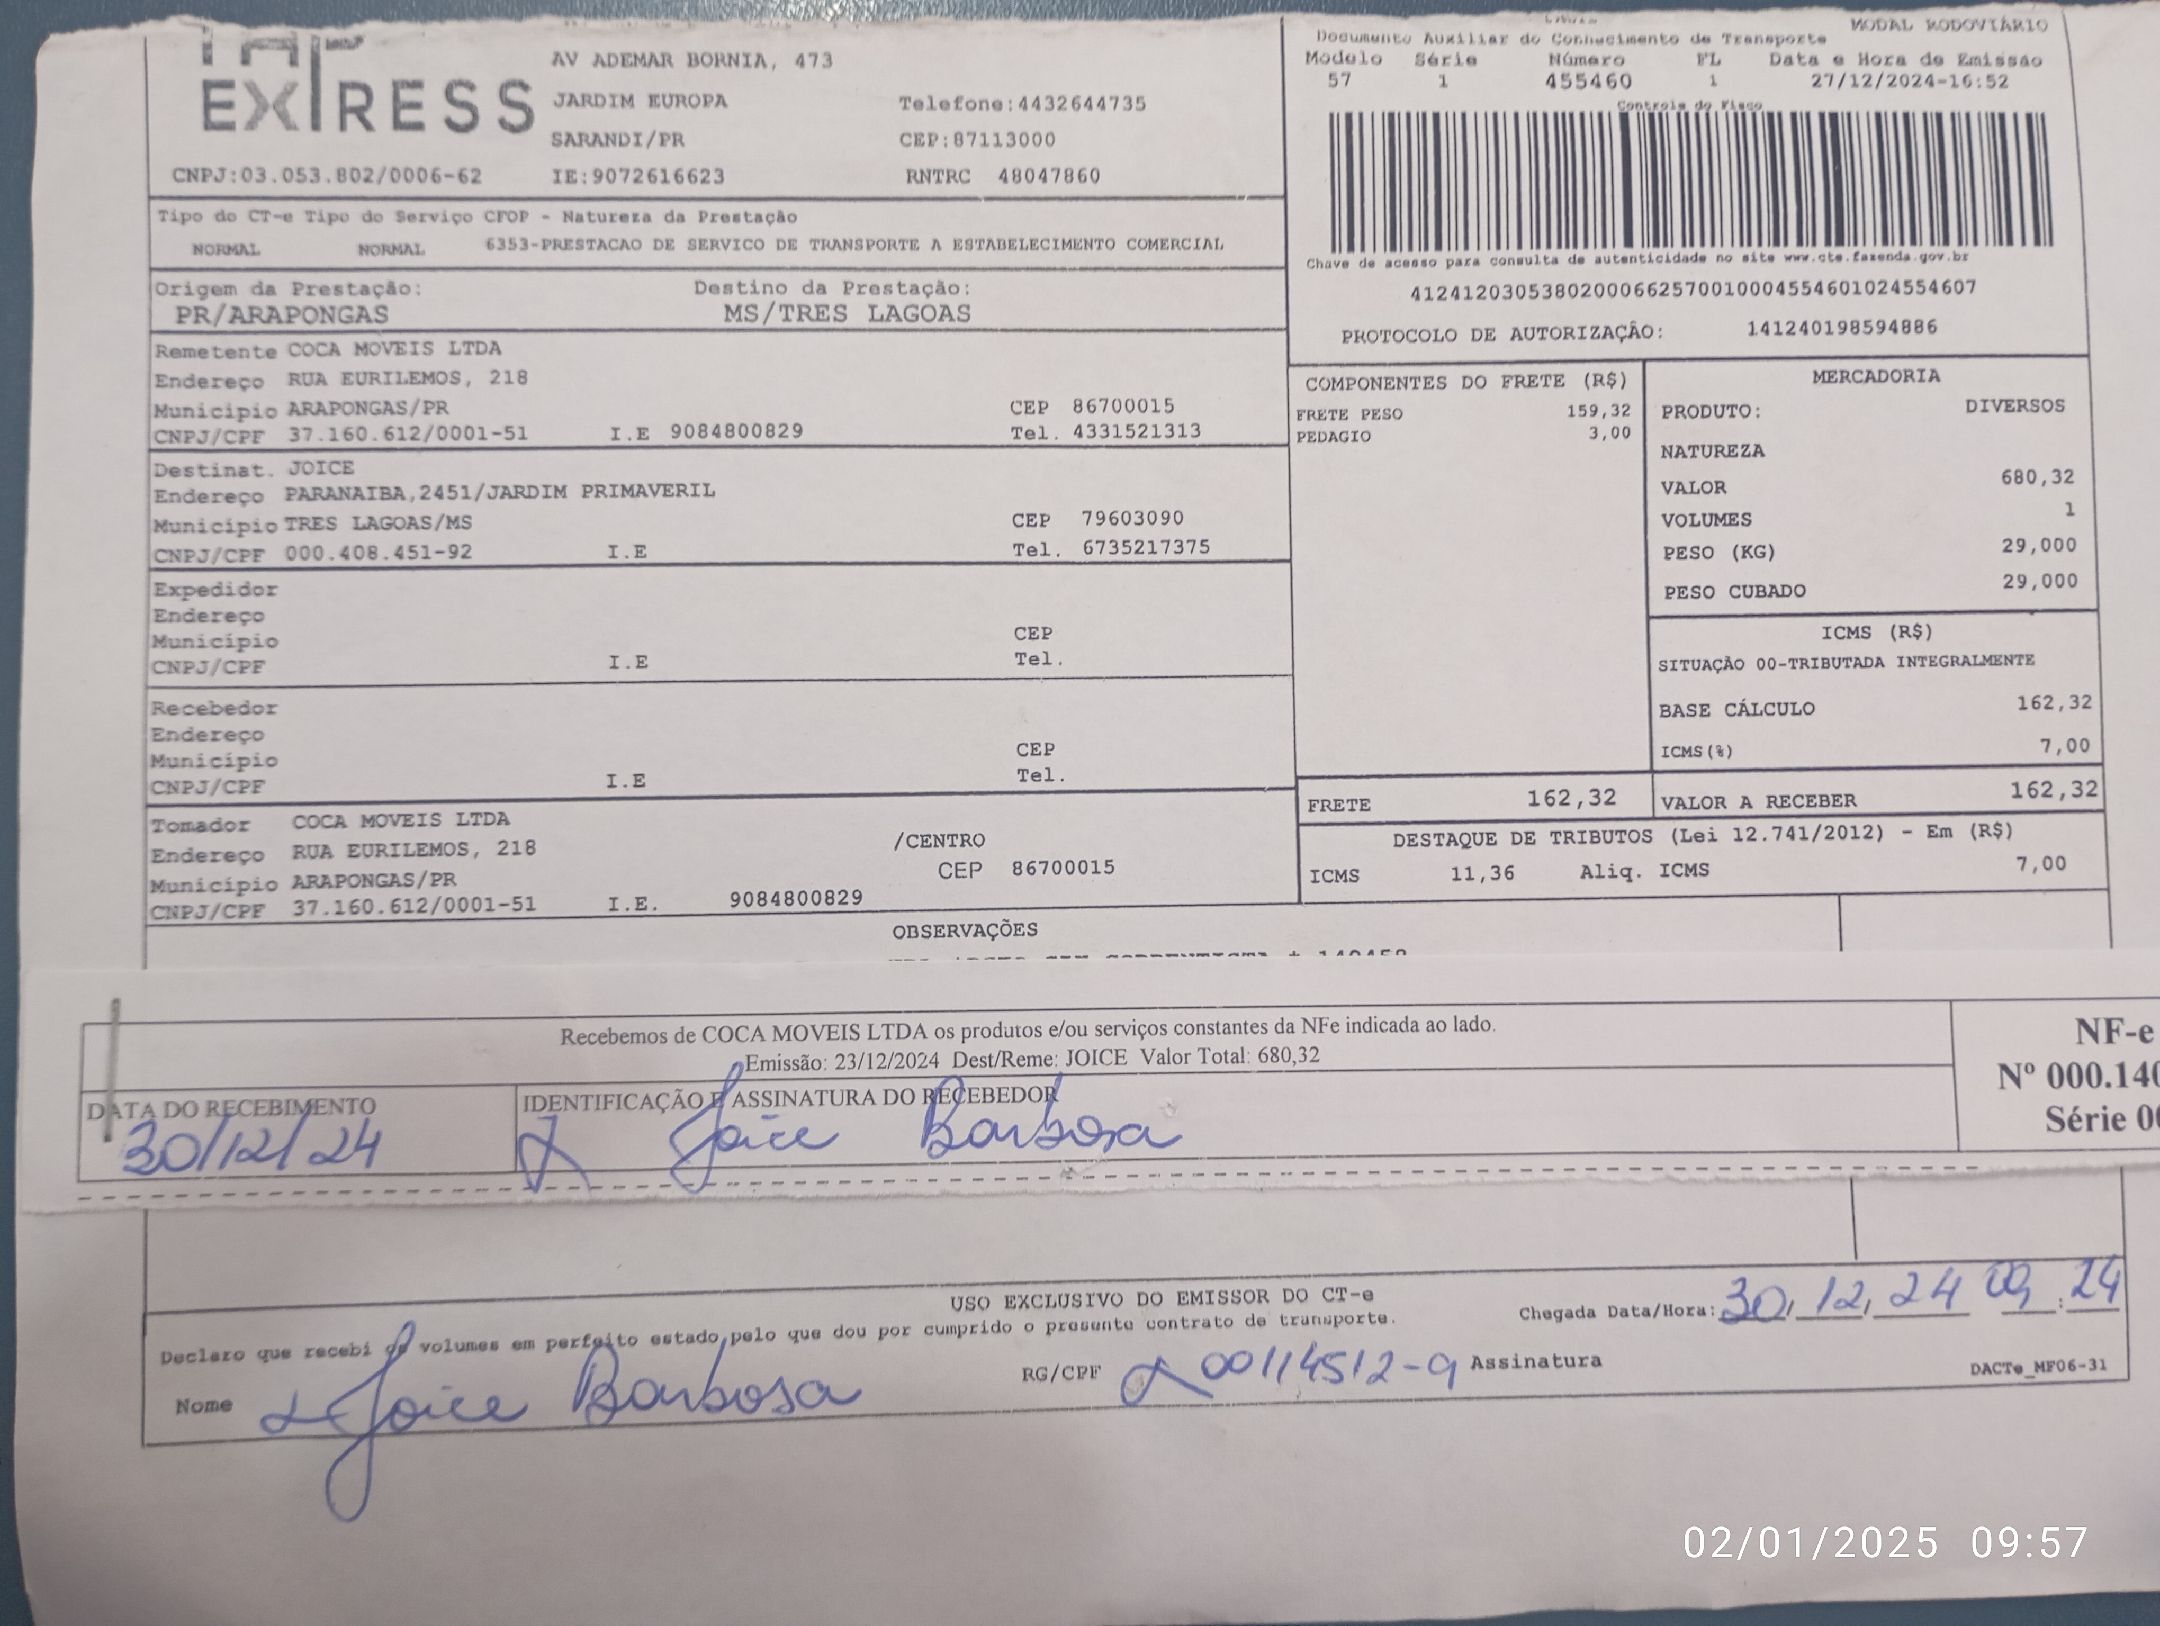 EXPRESS
AV ADEMAR BORNIA, 473
JARDIM EUROPA
Telefone:4432644735
SARANDI/PR
CEP:87113000
CNPJ:03.053.802/0006-62
IE:9072616623
RNTRC 48047860
MODAL RODOVIÁRIO
Documento Auxiliar do Conhecimento de Transporte
Modelo Série Número FL Data e Hora de Emissão
57 1 455460 1 27/12/2024-16:52
Controle do Fisco
Chave de acesso para consulta de autenticidade no site www.cte.fazenda.gov.br
41241203053802000662570010004554601024554607
PROTOCOLO DE AUTORIZAÇÃO: 141240198594886
Tipo do CT-e Tipo do Serviço CFOP - Natureza da Prestação
NORMAL NORMAL 6353-PRESTACAO DE SERVICO DE TRANSPORTE A ESTABELECIMENTO COMERCIAL
Origem da Prestação: Destino da Prestação:
PR/ARAPONGAS MS/TRES LAGOAS
Remetente COCA MOVEIS LTDA
Endereço RUA EURILEMOS, 218
Município ARAPONGAS/PR CEP 86700015
CNPJ/CPF 37.160.612/0001-51 I.E 9084800829 Tel. 4331521313
Destinat. JOICE
Endereço PARANAIBA,2451/JARDIM PRIMAVERIL
Município TRES LAGOAS/MS CEP 79603090
CNPJ/CPF 000.408.451-92 I.E Tel. 6735217375
Expedidor
Endereço
Município CEP
CNPJ/CPF I.E Tel.
Recebedor
Endereço
Município CEP
CNPJ/CPF I.E Tel.
Tomador COCA MOVEIS LTDA
Endereço RUA EURILEMOS, 218 /CENTRO
Município ARAPONGAS/PR CEP 86700015
CNPJ/CPF 37.160.612/0001-51 I.E. 9084800829
COMPONENTES DO FRETE (R$)
FRETE PESO 159,32
PEDAGIO 3,00
MERCADORIA
PRODUTO: DIVERSOS
NATUREZA
VALOR 680,32
VOLUMES 1
PESO (KG) 29,000
PESO CUBADO 29,000
ICMS (R$)
SITUAÇÃO 00-TRIBUTADA INTEGRALMENTE
BASE CÁLCULO 162,32
ICMS(%) 7,00
FRETE 162,32 VALOR A RECEBER 162,32
DESTAQUE DE TRIBUTOS (Lei 12.741/2012) - Em (R$)
ICMS 11,36 Aliq. ICMS 7,00
OBSERVAÇÕES
Recebemos de COCA MOVEIS LTDA os produtos e/ou serviços constantes da NFe indicada ao lado.
Emissão: 23/12/2024 Dest/Reme: JOICE Valor Total: 680,32
NF-e
Nº 000.140
Série 00
DATA DO RECEBIMENTO
30/12/24
IDENTIFICAÇÃO E ASSINATURA DO RECEBEDOR
Joice Barbosa
USO EXCLUSIVO DO EMISSOR DO CT-e
Chegada Data/Hora: 30/12/24 09:24
Declaro que recebi os volumes em perfeito estado pelo que dou por cumprido o presente contrato de transporte.
Nome Joice Barbosa RG/CPF 00114512-9 Assinatura
DACTe_MF06-31
02/01/2025 09:57